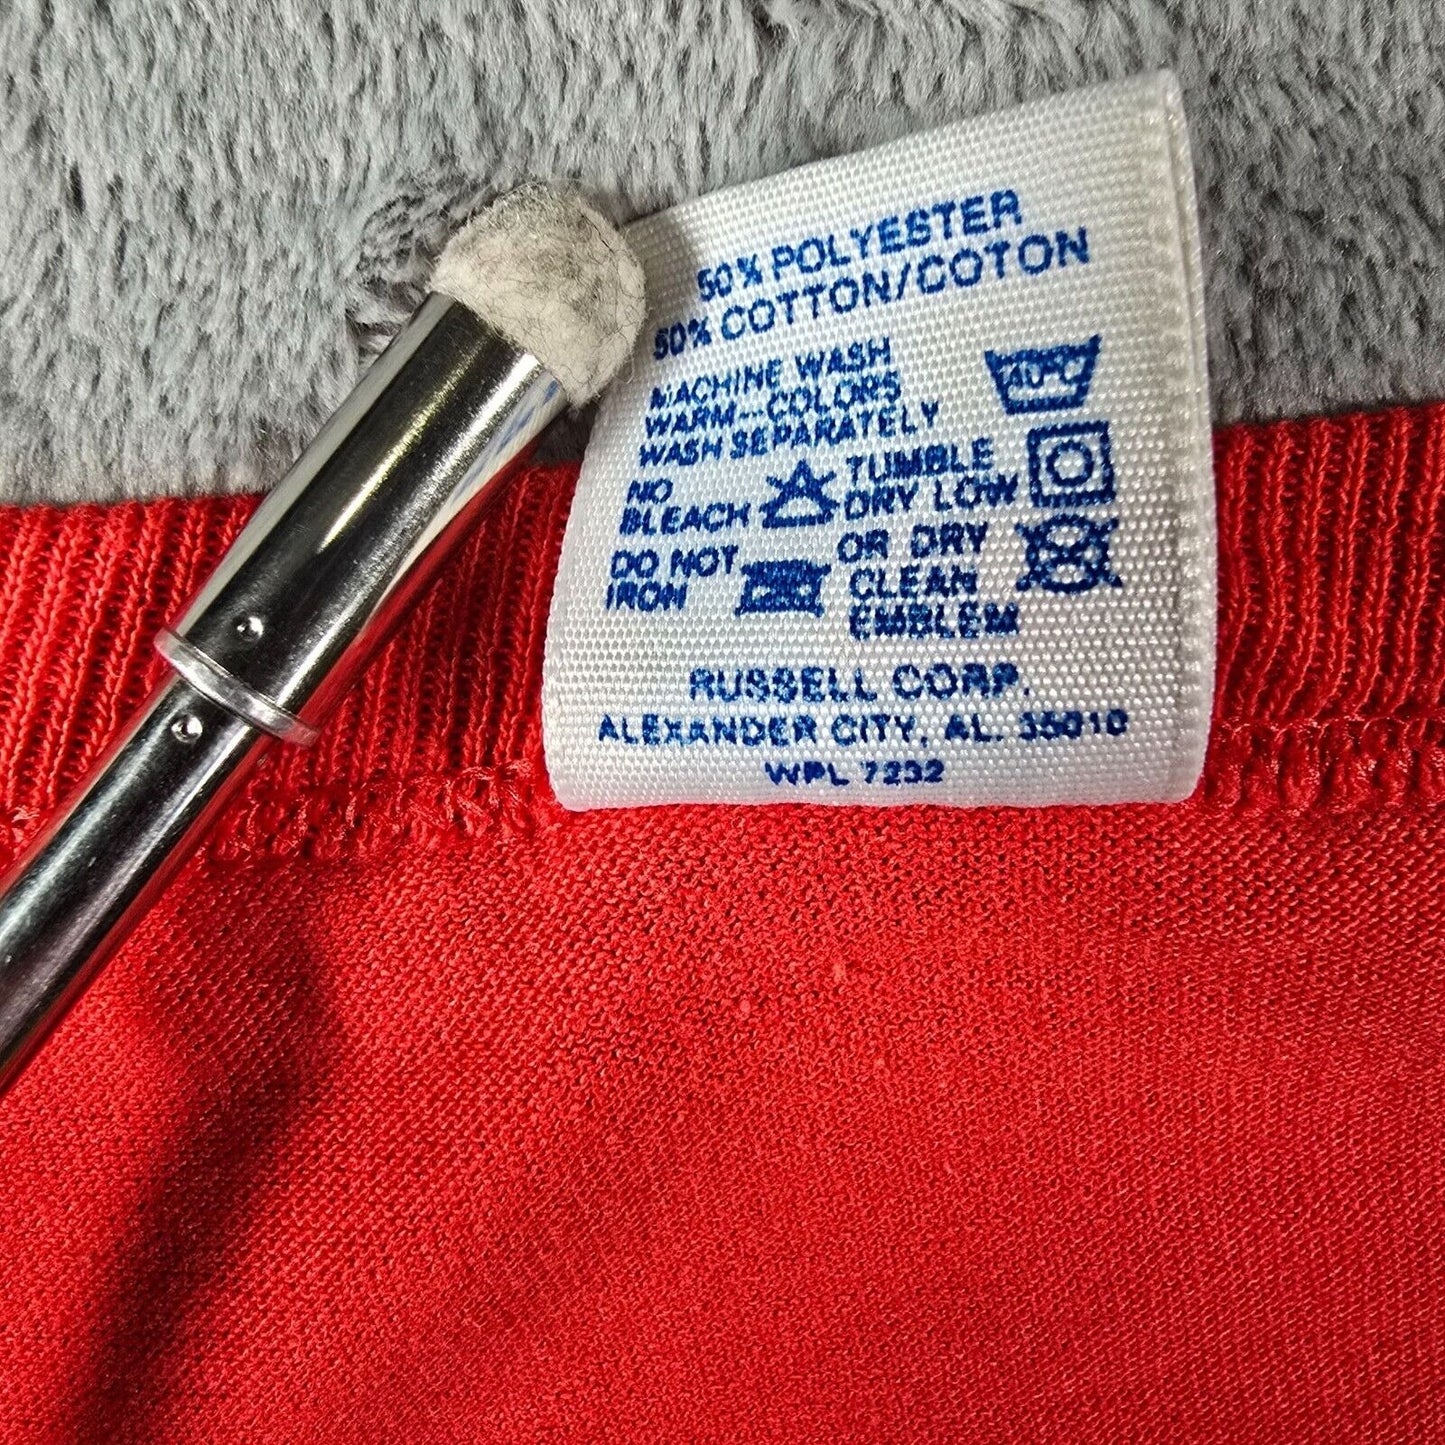 50% POLYESTER
50% COTTON/COTON
MACHINE WASH
WARM-COLORS
WASH SEPARATELY
40°C
NO
BLEACH
TUMBLE
DRY LOW
DO NOT
IRON
OR DRY
CLEAN
EMBLEM
RUSSELL CORP.
ALEXANDER CITY, AL. 35010
WPL 7232